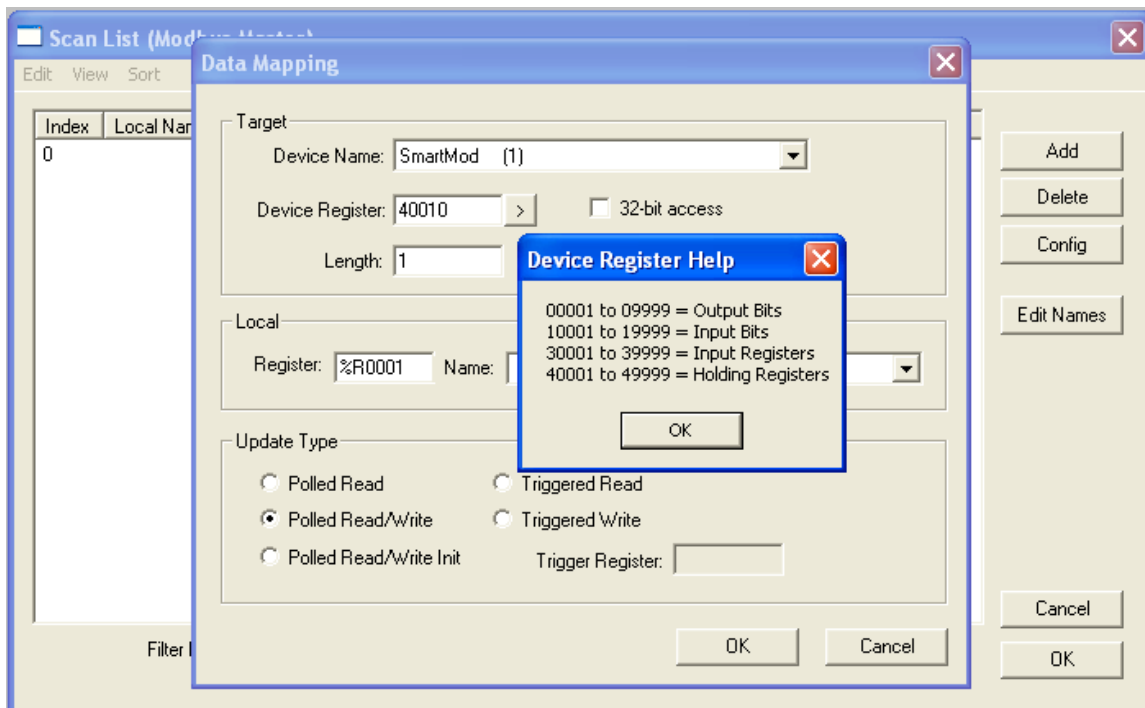 Scan List (Modbus Master)
Edit View Sort
Index Local Nar
0
Add
Delete
Config
Edit Names
Cancel
OK
Filter
Data Mapping
Target
Device Name: SmartMod (1)
Device Register: 40010 > 32-bit access
Length: 1
Local
Register: %R0001 Name:
Update Type
Polled Read
Triggered Read
Polled Read/Write
Triggered Write
Polled Read/Write Init
Trigger Register:
OK Cancel
Device Register Help
00001 to 09999 = Output Bits
10001 to 19999 = Input Bits
30001 to 39999 = Input Registers
40001 to 49999 = Holding Registers
OK